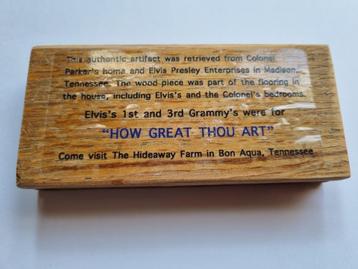 This authentic artifact was retrieved from Colonel
Parker's home and Elvis Presley Enterprises in Madison,
Tennessee. The wood piece was part of the flooring in
the house, including Elvis's and the Colonel's bedrooms.
Elvis's 1st and 3rd Grammy's were for
"HOW GREAT THOU ART"
Come visit The Hideaway Farm in Bon Aqua, Tennessee